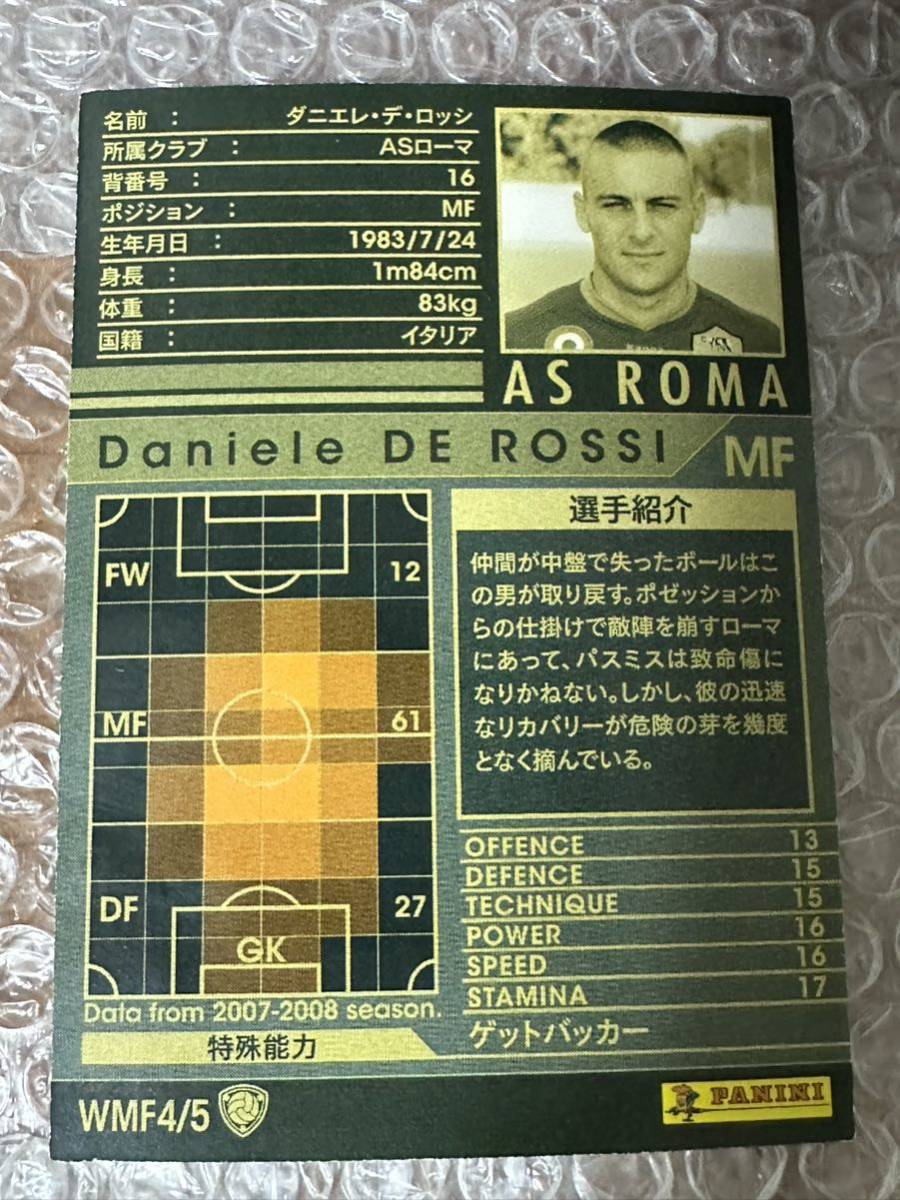 名前 : ダニエレ・デ・ロッシ
所属クラブ : ASローマ
背番号 : 16
ポジション : MF
生年月日 : 1983/7/24
身長 : 1m84cm
体重 : 83kg
国籍 : イタリア
AS ROMA
Daniele DE ROSSI MF
FW 12
MF 61
DF 27
GK
Data from 2007-2008 season.
選手紹介
仲間が中盤で失ったボールはこ
の男が取り戻す。ポゼッションか
らの仕掛けで敵陣を崩すローマ
にあって、パスミスは致命傷に
なりかねない。しかし、彼の迅速
なリカバリーが危険の芽を幾度
となく摘んでいる。
OFFENCE 13
DEFENCE 15
TECHNIQUE 15
POWER 16
SPEED 16
STAMINA 17
特殊能力 ゲットバッカー
WMF4/5
PANINI